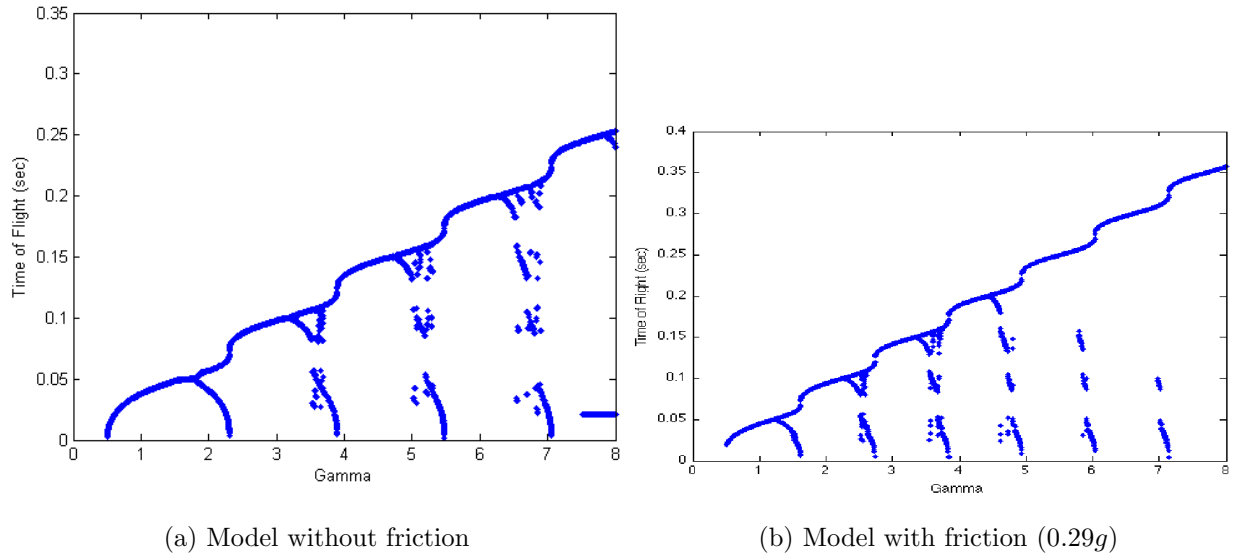 0.35
0.3
0.25
0.2
0.15
0.1
0.05
0
Time of Flight (sec)
0 1 2 3 4 5 6 7 8
Gamma
(a) Model without friction
0.4
0.35
0.3
0.25
0.2
0.15
0.1
0.05
0
Time of Flight (sec)
0 1 2 3 4 5 6 7 8
Gamma
(b) Model with friction (0.29g)